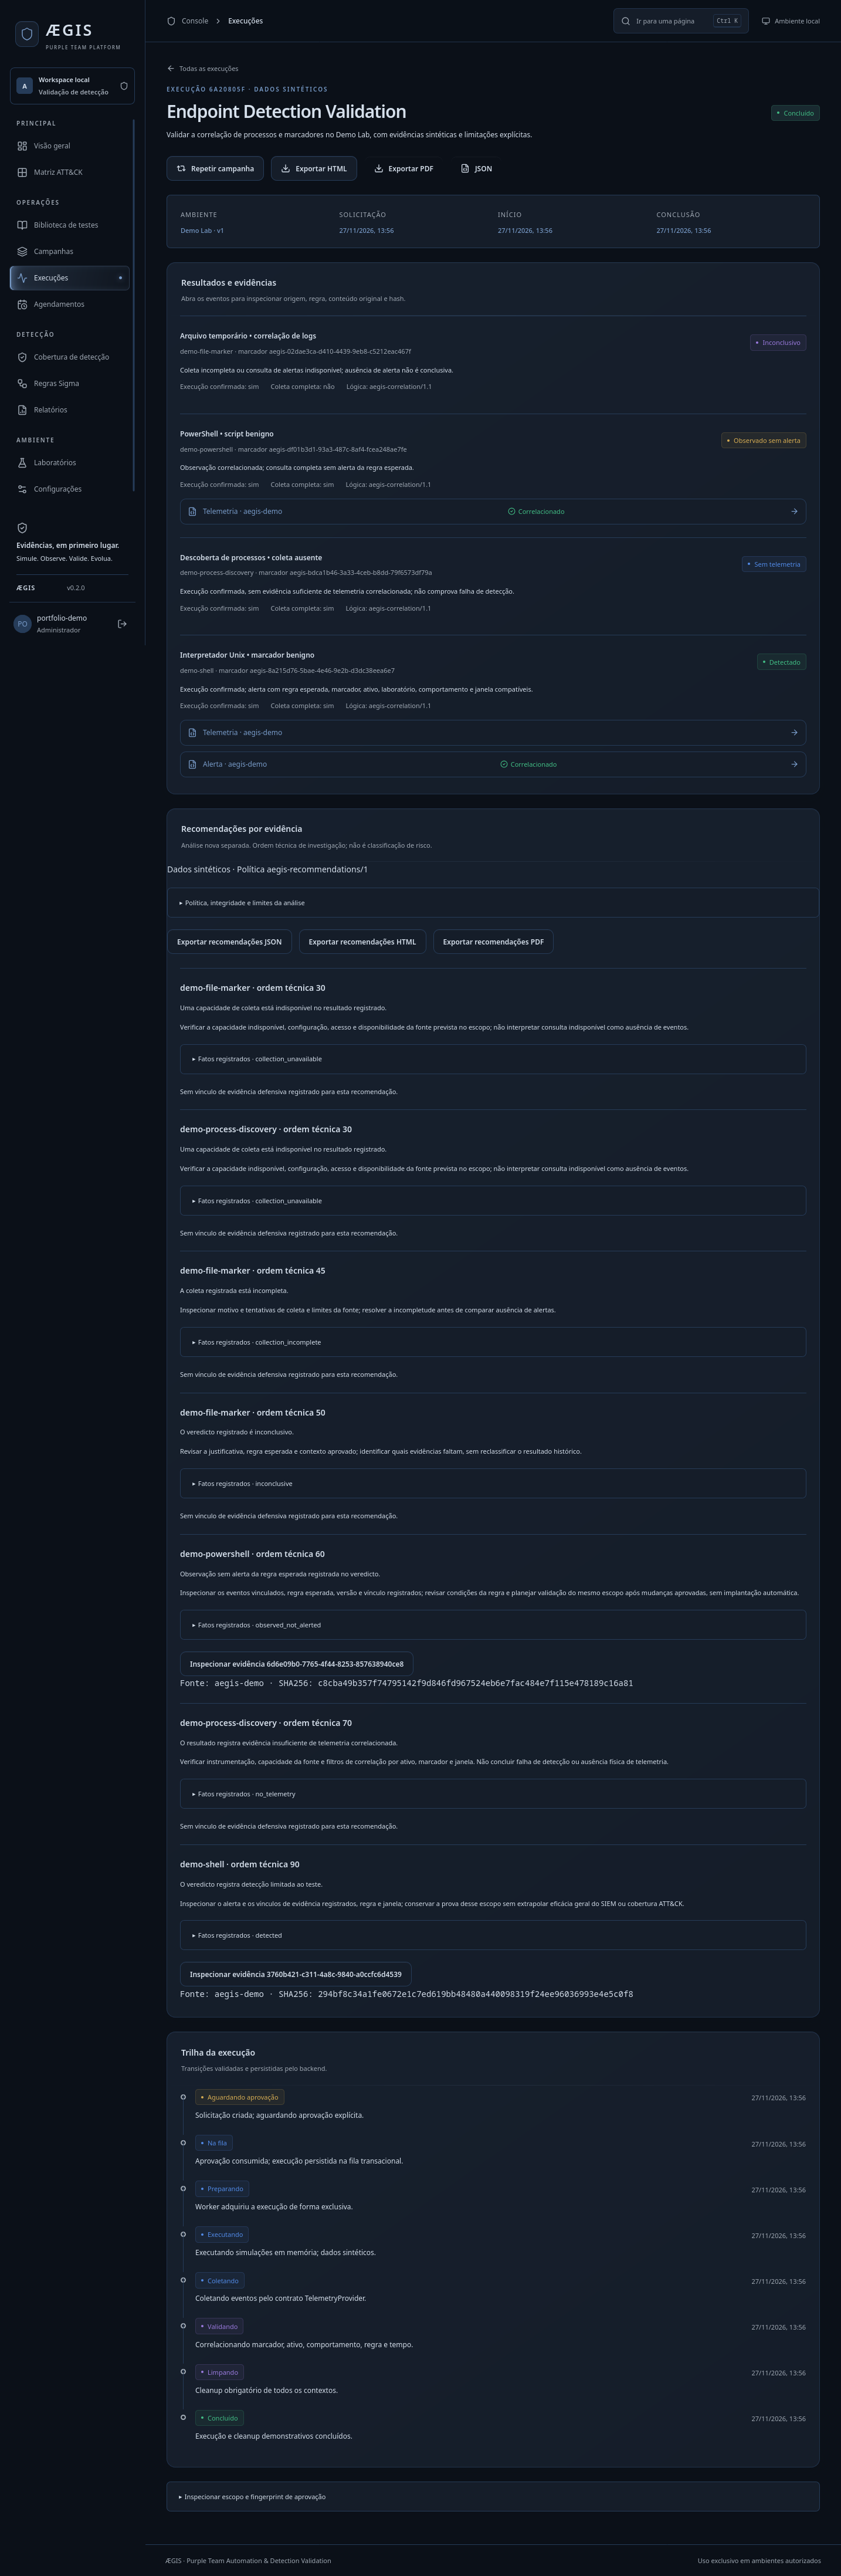 ÆGIS
PURPLE TEAM PLATFORM
A
Workspace local
Validação de detecção
PRINCIPAL
Visão geral
Matriz ATT&CK
OPERAÇÕES
Biblioteca de testes
Campanhas
Execuções
Agendamentos
DETECÇÃO
Cobertura de detecção
Regras Sigma
Relatórios
AMBIENTE
Laboratórios
Configurações
Evidências, em primeiro lugar.
Simule. Observe. Valide. Evolua.
ÆGIS v0.2.0
PO
portfolio-demo
Administrador
Console > Execuções
Ir para uma página Ctrl K
Ambiente local
Todas as execuções
EXECUÇÃO 6A20805F · DADOS SINTÉTICOS
Endpoint Detection Validation
Concluído
Validar a correlação de processos e marcadores no Demo Lab, com evidências sintéticas e limitações explícitas.
Repetir campanha Exportar HTML Exportar PDF JSON
AMBIENTE SOLICITAÇÃO INÍCIO CONCLUSÃO
Demo Lab · v1 27/11/2026, 13:56 27/11/2026, 13:56 27/11/2026, 13:56
Resultados e evidências
Abra os eventos para inspecionar origem, regra, conteúdo original e hash.
Arquivo temporário • correlação de logs
Inconclusivo
demo-file-marker · marcador aegis-02dae3ca-d410-4439-9eb8-c5212eac467f
Coleta incompleta ou consulta de alertas indisponível; ausência de alerta não é conclusiva.
Execução confirmada: sim Coleta completa: não Lógica: aegis-correlation/1.1
PowerShell • script benigno
Observado sem alerta
demo-powershell · marcador aegis-df01b3d1-93a3-487c-8af4-fcea248ae7fe
Observação correlacionada; consulta completa sem alerta da regra esperada.
Execução confirmada: sim Coleta completa: sim Lógica: aegis-correlation/1.1
Telemetria · aegis-demo Correlacionado
Descoberta de processos • coleta ausente
Sem telemetria
demo-process-discovery · marcador aegis-bdca1b46-3a33-4ceb-b8dd-79f6573df79a
Execução confirmada, sem evidência suficiente de telemetria correlacionada; não comprova falha de detecção.
Execução confirmada: sim Coleta completa: sim Lógica: aegis-correlation/1.1
Interpretador Unix • marcador benigno
Detectado
demo-shell · marcador aegis-8a215d76-5bae-4e46-9e2b-d3dc38eea6e7
Execução confirmada; alerta com regra esperada, marcador, ativo, laboratório, comportamento e janela compatíveis.
Execução confirmada: sim Coleta completa: sim Lógica: aegis-correlation/1.1
Telemetria · aegis-demo
Alerta · aegis-demo Correlacionado
Recomendações por evidência
Análise nova separada. Ordem técnica de investigação; não é classificação de risco.
Dados sintéticos · Política aegis-recommendations/1
Política, integridade e limites da análise
Exportar recomendações JSON Exportar recomendações HTML Exportar recomendações PDF
demo-file-marker · ordem técnica 30
Uma capacidade de coleta está indisponível no resultado registrado.
Verificar a capacidade indisponível, configuração, acesso e disponibilidade da fonte prevista no escopo; não interpretar consulta indisponível como ausência de eventos.
Fatos registrados · collection_unavailable
Sem vínculo de evidência defensiva registrado para esta recomendação.
demo-process-discovery · ordem técnica 30
Uma capacidade de coleta está indisponível no resultado registrado.
Verificar a capacidade indisponível, configuração, acesso e disponibilidade da fonte prevista no escopo; não interpretar consulta indisponível como ausência de eventos.
Fatos registrados · collection_unavailable
Sem vínculo de evidência defensiva registrado para esta recomendação.
demo-file-marker · ordem técnica 45
A coleta registrada está incompleta.
Inspecionar motivo e tentativas de coleta e limites da fonte; resolver a incompletude antes de comparar ausência de alertas.
Fatos registrados · collection_incomplete
Sem vínculo de evidência defensiva registrado para esta recomendação.
demo-file-marker · ordem técnica 50
O veredicto registrado é inconclusivo.
Revisar a justificativa, regra esperada e contexto aprovado; identificar quais evidências faltam, sem reclassificar o resultado histórico.
Fatos registrados · inconclusive
Sem vínculo de evidência defensiva registrado para esta recomendação.
demo-powershell · ordem técnica 60
Observação sem alerta da regra esperada registrada no veredicto.
Inspecionar os eventos vinculados, regra esperada, versão e vínculo registrados; revisar condições da regra e planejar validação do mesmo escopo após mudanças aprovadas, sem implantação automática.
Fatos registrados · observed_not_alerted
Inspecionar evidência 6d6e09b0-7765-4f44-8253-857638940ce8
Fonte: aegis-demo · SHA256: c8cba49b357f74795142f9d846fd967524eb6e7fac484e7f115e478189c16a81
demo-process-discovery · ordem técnica 70
O resultado registra evidência insuficiente de telemetria correlacionada.
Verificar instrumentação, capacidade da fonte e filtros de correlação por ativo, marcador e janela. Não concluir falha de detecção ou ausência física de telemetria.
Fatos registrados · no_telemetry
Sem vínculo de evidência defensiva registrado para esta recomendação.
demo-shell · ordem técnica 90
O veredicto registra detecção limitada ao teste.
Inspecionar o alerta e os vínculos de evidência registrados, regra e janela; conservar a prova desse escopo sem extrapolar eficácia geral do SIEM ou cobertura ATT&CK.
Fatos registrados · detected
Inspecionar evidência 3760b421-c311-4a8c-9840-a0ccfc6d4539
Fonte: aegis-demo · SHA256: 294bf8c34a1fe0672e1c7ed619bb48480a440098319f24ee96036993e4e5c0f8
Trilha da execução
Transições validadas e persistidas pelo backend.
Aguardando aprovação 27/11/2026, 13:56
Solicitação criada; aguardando aprovação explícita.
Na fila 27/11/2026, 13:56
Aprovação consumida; execução persistida na fila transacional.
Preparando 27/11/2026, 13:56
Worker adquiriu a execução de forma exclusiva.
Executando 27/11/2026, 13:56
Executando simulações em memória; dados sintéticos.
Coletando 27/11/2026, 13:56
Coletando eventos pelo contrato TelemetryProvider.
Validando 27/11/2026, 13:56
Correlacionando marcador, ativo, comportamento, regra e tempo.
Limpando 27/11/2026, 13:56
Cleanup obrigatório de todos os contextos.
Concluído 27/11/2026, 13:56
Execução e cleanup demonstrativos concluídos.
Inspecionar escopo e fingerprint de aprovação
ÆGIS · Purple Team Automation & Detection Validation
Uso exclusivo em ambientes autorizados